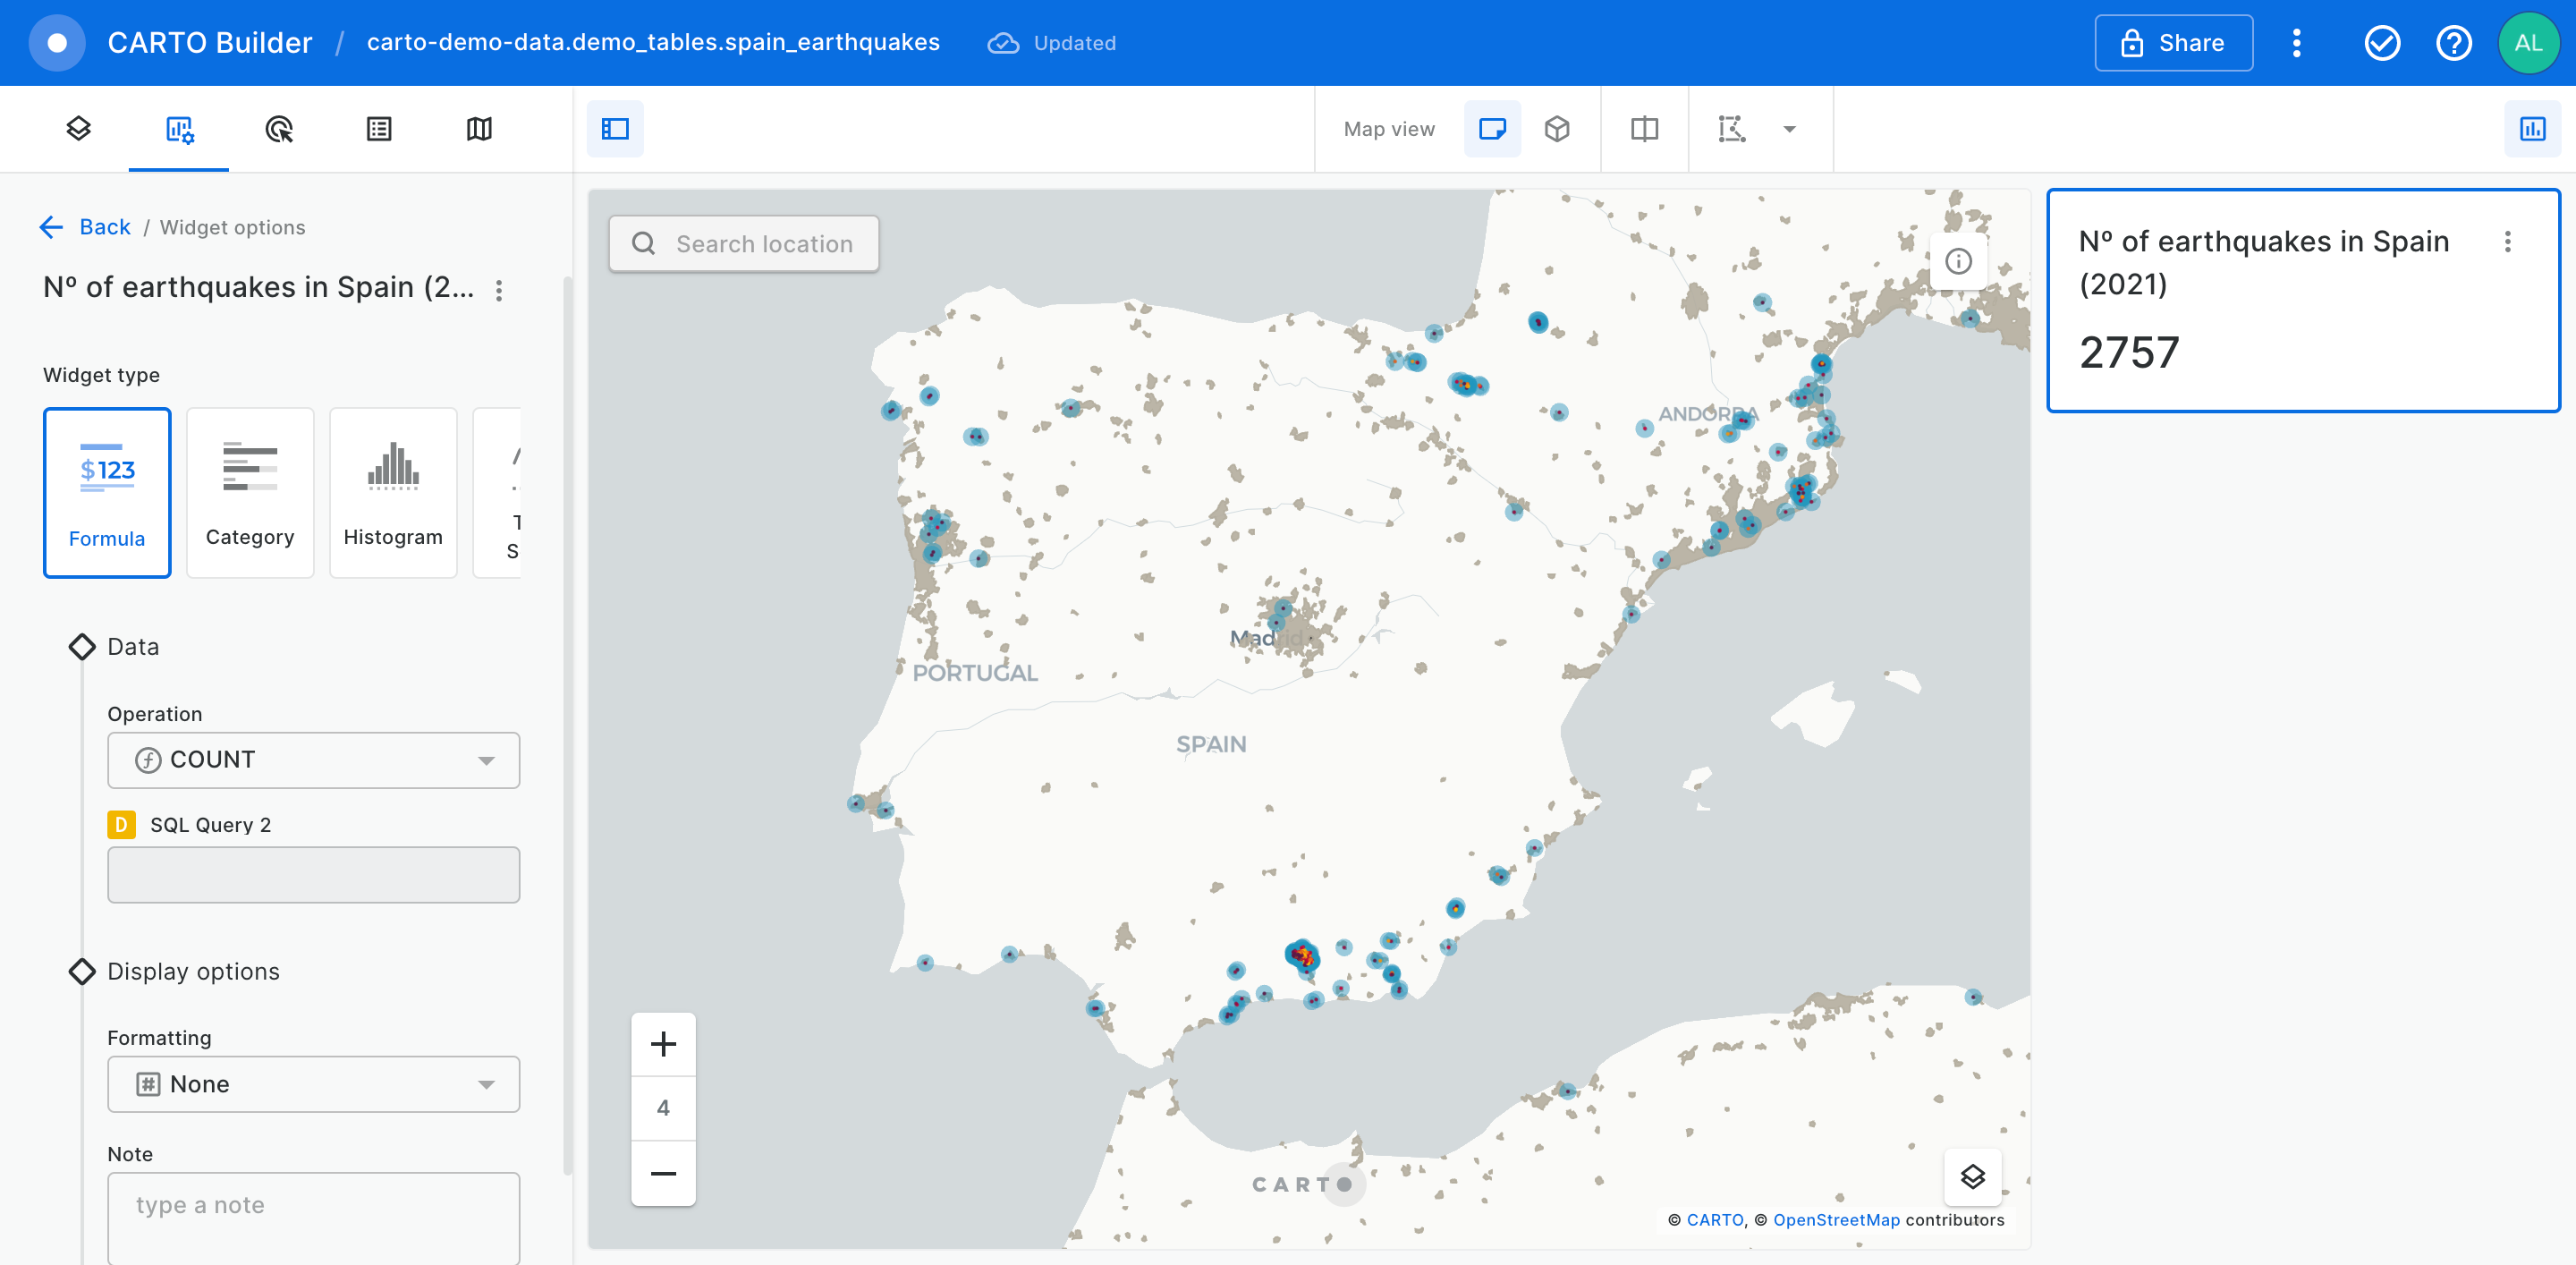 CARTO Builder / carto-demo-data.demo_tables.spain_earthquakes Updated
Share
AL
Map view
Back / Widget options
Nº of earthquakes in Spain (2...
Widget type
$123
Formula
Category
Histogram
T
S
Data
Operation
COUNT
D SQL Query 2
Display options
Formatting
None
Note
type a note
Search location
ANDORRA
Madrid
PORTUGAL
SPAIN
4
CARTO
© CARTO, © OpenStreetMap contributors
Nº of earthquakes in Spain
(2021)
2757